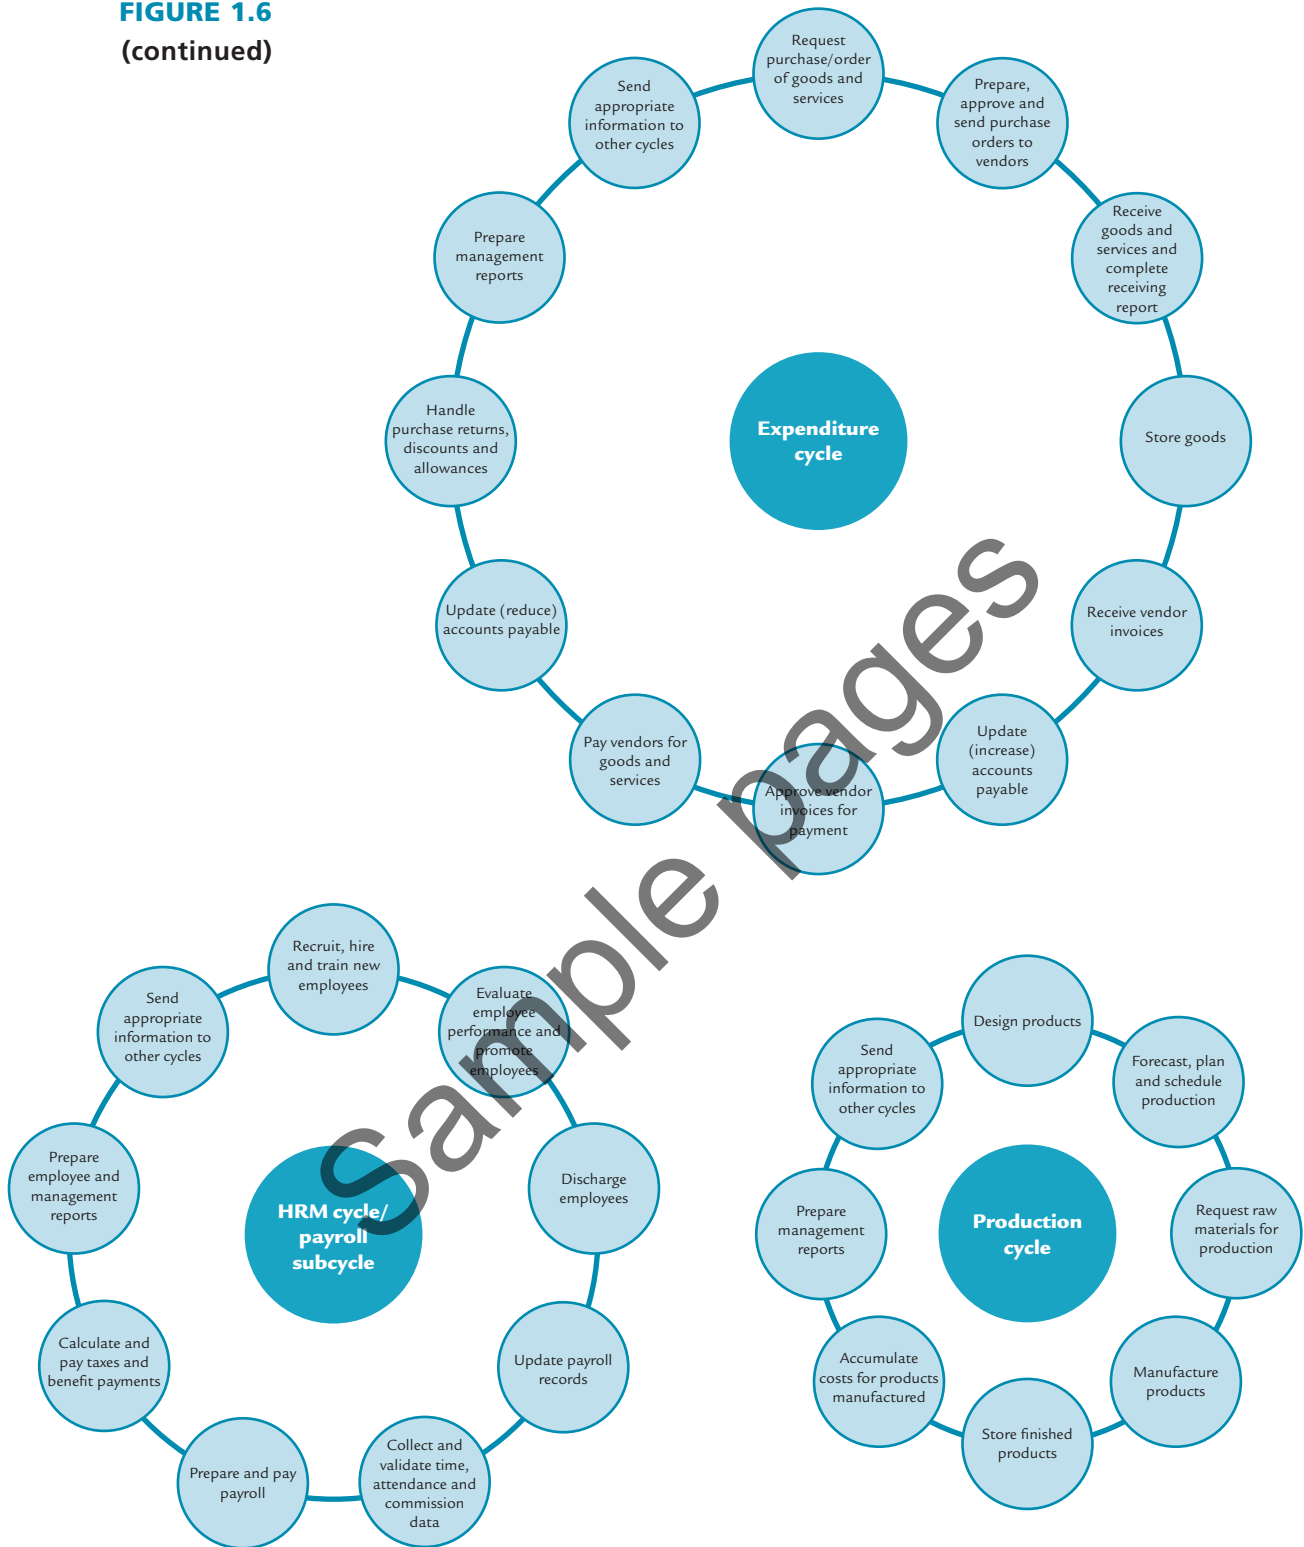 FIGURE 1.6
(continued)
Request
purchase/order
of goods and
services
Prepare,
approve and
send purchase
orders to
vendors
Receive
goods and
services and
complete
receiving
report
Store goods
Receive vendor
invoices
Update
(increase)
accounts
payable
Approve vendor
invoices for
payment
Pay vendors for
goods and
services
Update (reduce)
accounts payable
Handle
purchase returns,
discounts and
allowances
Prepare
management
reports
Send
appropriate
information to
other cycles
Expenditure
cycle
Recruit, hire
and train new
employees
Evaluate
employee
performance and
promote
employees
Discharge
employees
Update payroll
records
Collect and
validate time,
attendance and
commission
data
Prepare and pay
payroll
Calculate and
pay taxes and
benefit payments
Prepare
employee and
management
reports
Send
appropriate
information to
other cycles
HRM cycle/
payroll
subcycle
Design products
Forecast, plan
and schedule
production
Request raw
materials for
production
Manufacture
products
Store finished
products
Accumulate
costs for products
manufactured
Prepare
management
reports
Send
appropriate
information to
other cycles
Production
cycle
Sample pages